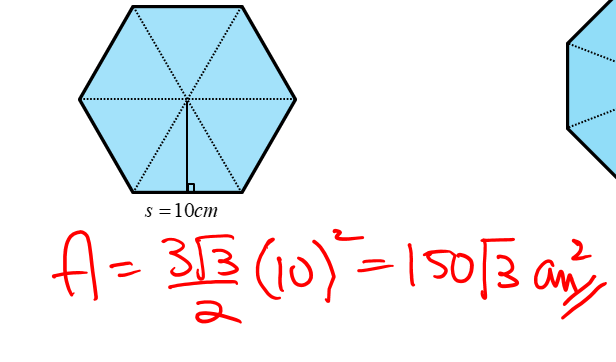 s = 10cm
A = 3√3/2 (10)² = 150√3 cm²